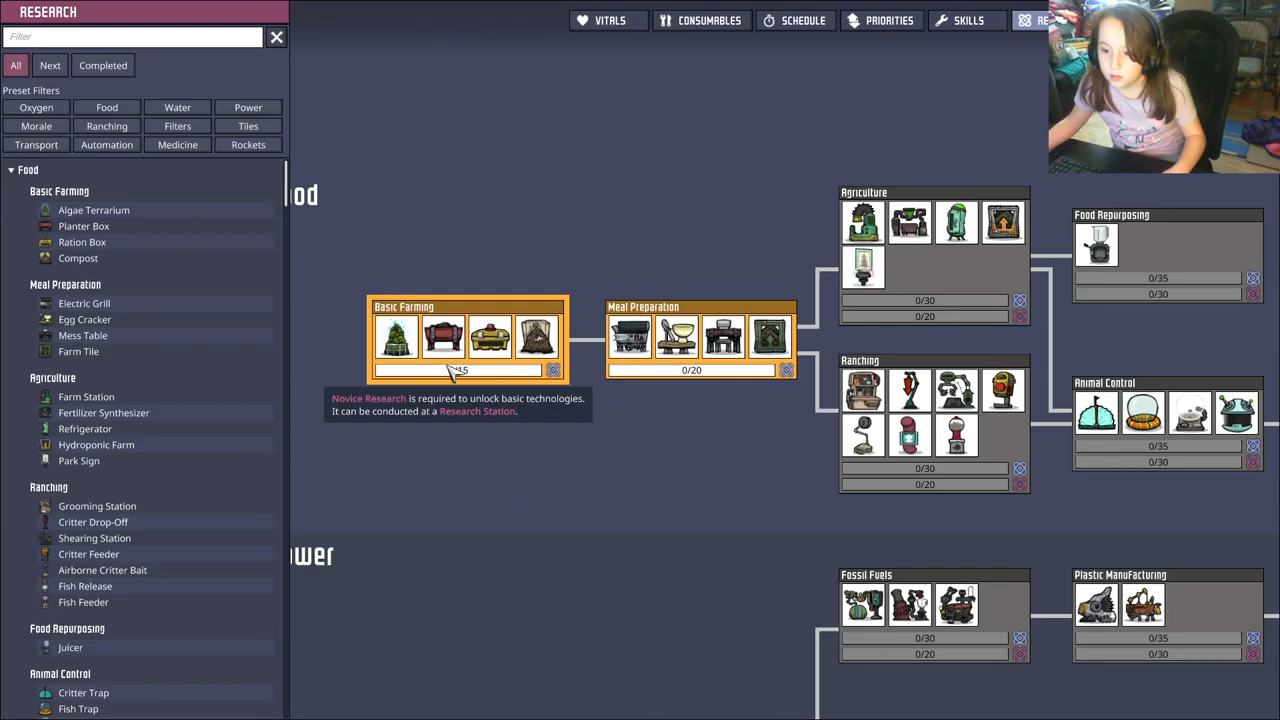 RESEARCH
VITALS
CONSUMABLES
SCHEDULE
PRIORITIES
SKILLS
Filter
All
Next
Completed
Preset Filters
Oxygen
Food
Water
Power
Morale
Ranching
Filters
Tiles
Transport
Automation
Medicine
Rockets
Food
Basic Farming
Algae Terrarium
Planter Box
Ration Box
Compost
Meal Preparation
Electric Grill
Egg Cracker
Mess Table
Farm Tile
Agriculture
Farm Station
Fertilizer Synthesizer
Refrigerator
Hydroponic Farm
Park Sign
Ranching
Grooming Station
Critter Drop-Off
Shearing Station
Critter Feeder
Airborne Critter Bait
Fish Release
Fish Feeder
Food Repurposing
Juicer
Animal Control
Critter Trap
Fish Trap
Basic Farming
Novice Research is required to unlock basic technologies.
It can be conducted at a Research Station.
Meal Preparation
0/20
Agriculture
0/30
0/20
Ranching
0/30
0/20
Food Repurposing
0/35
0/30
Animal Control
0/35
0/30
Fossil Fuels
0/30
0/20
Plastic Manufacturing
0/35
0/30